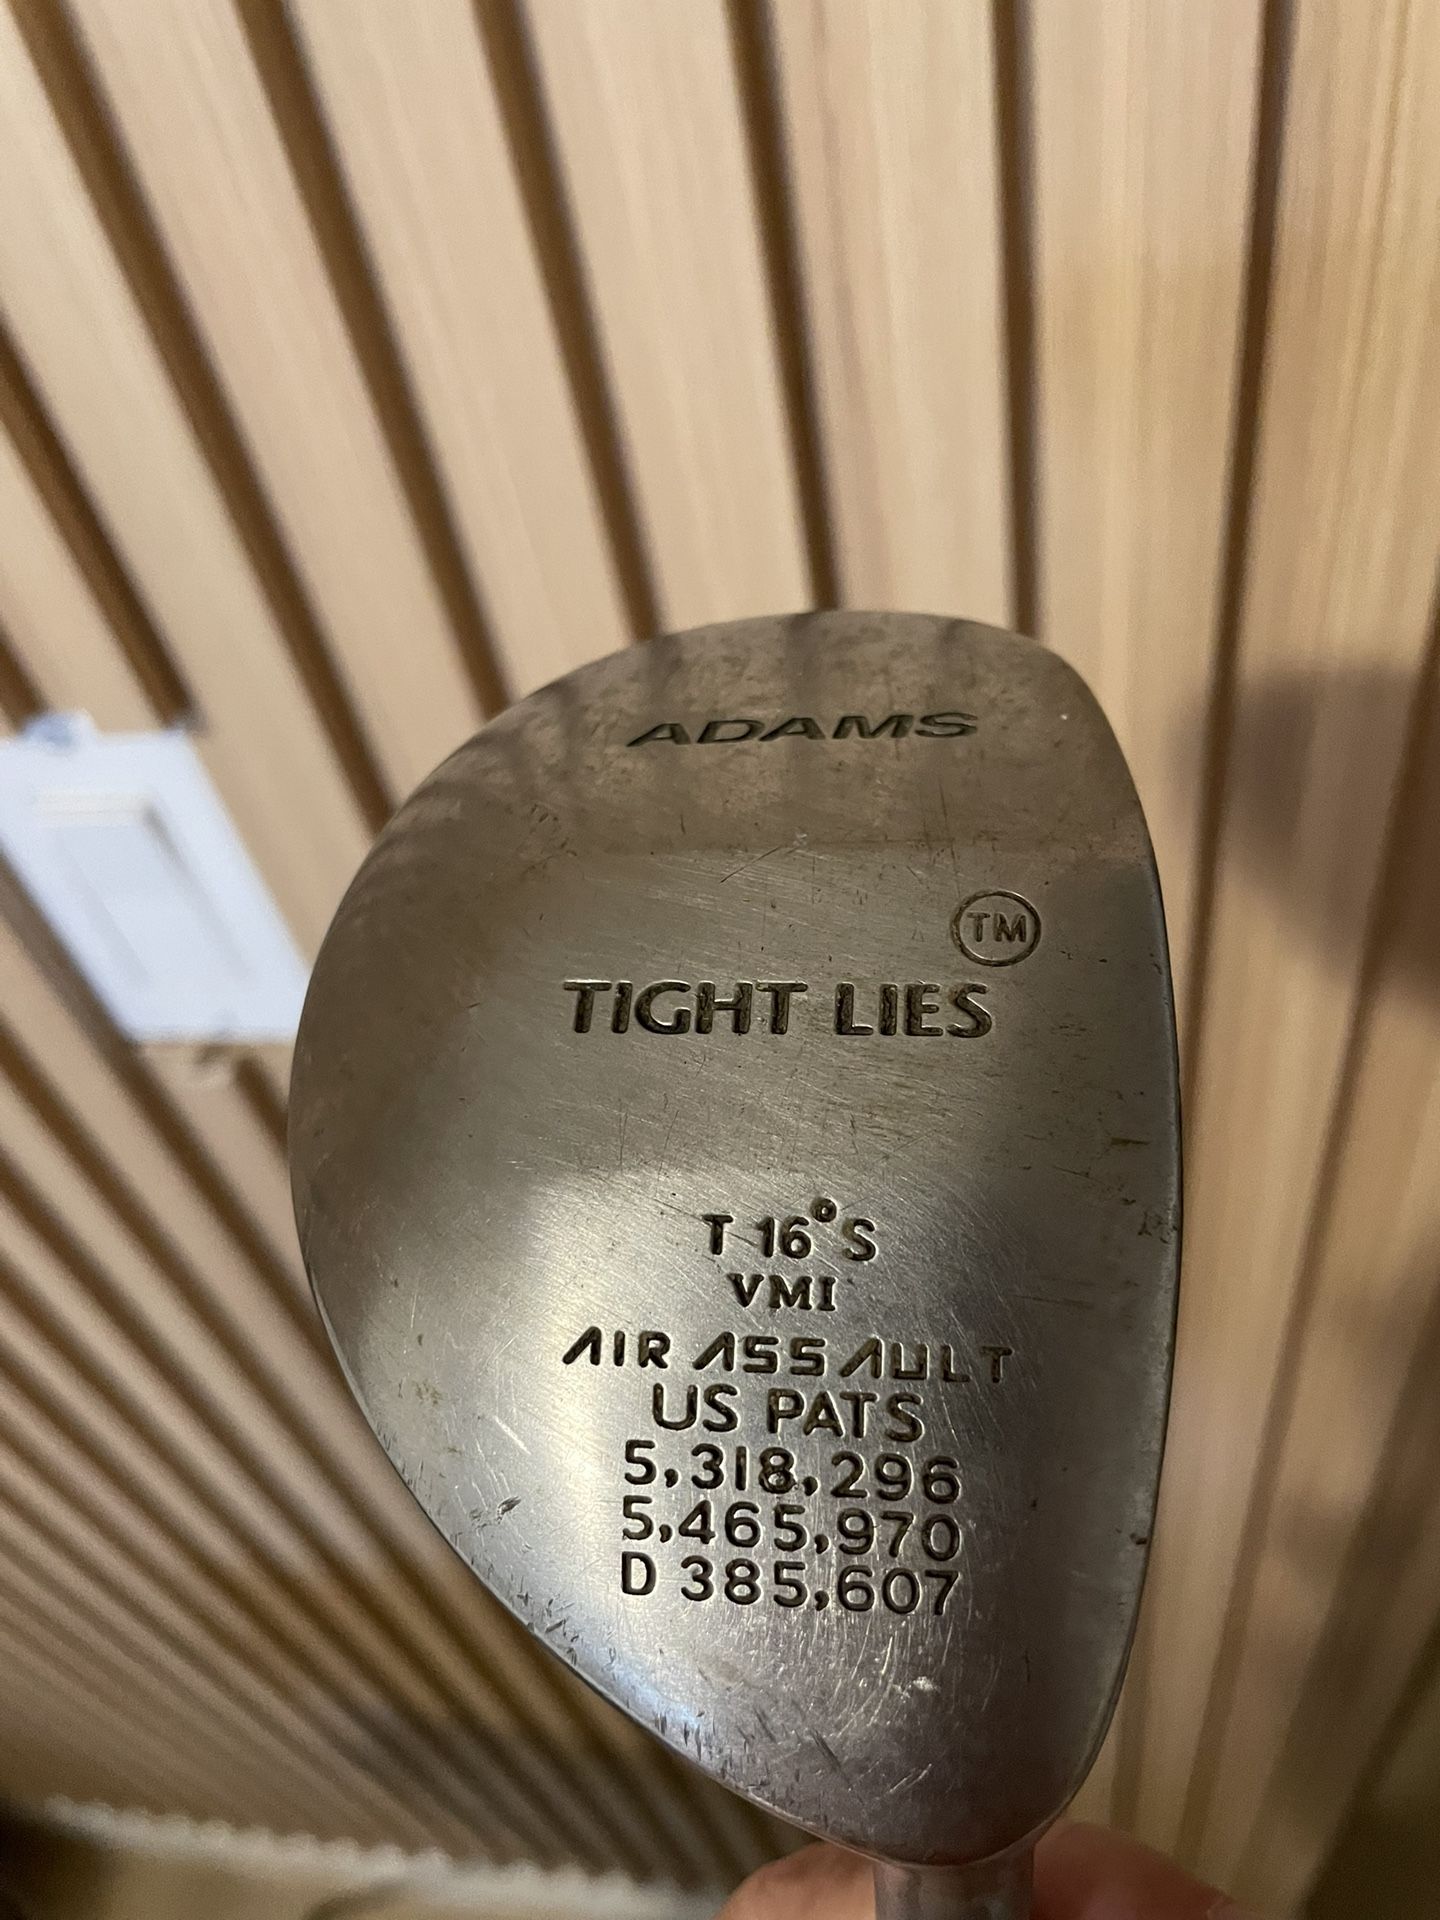 ADAMS
TM
TIGHT LIES
T 16° S
VMI
AIR ASSAULT
US PATS
5,318,296
5,465,970
D 385,607